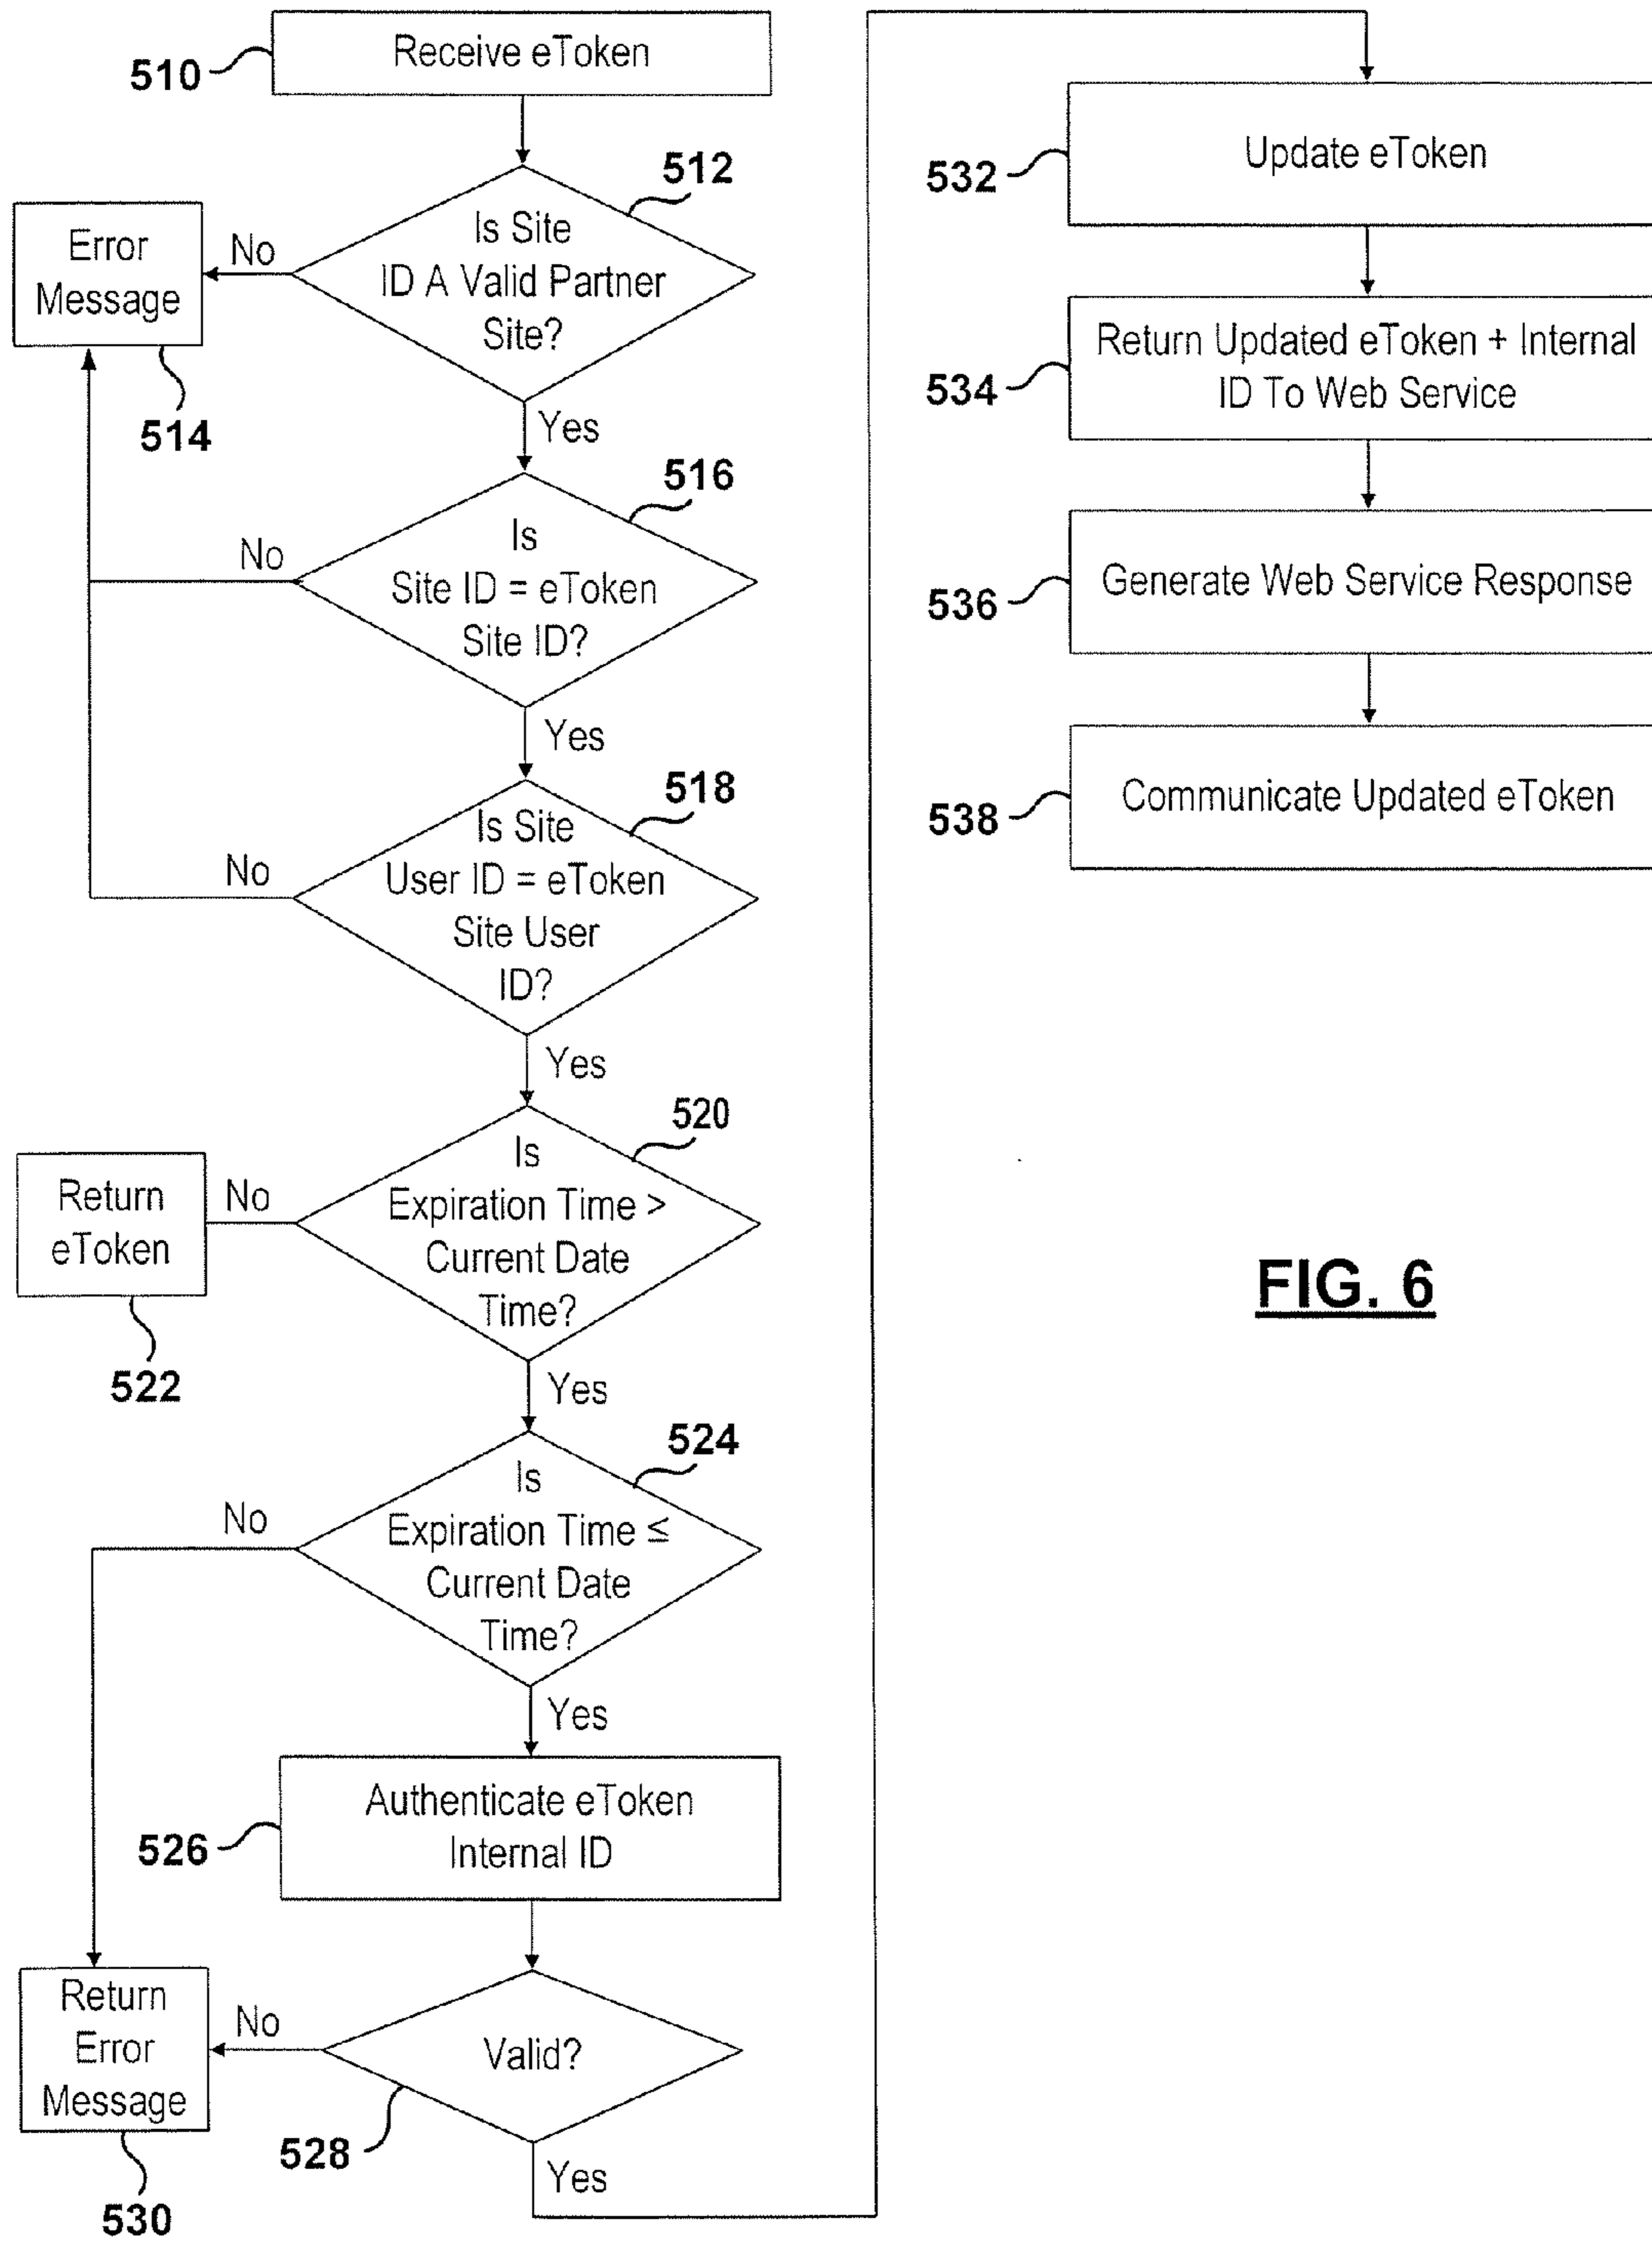 Receive eToken
510
512
Is Site
ID A Valid Partner
Site?
No
Error
Message
514
Yes
516
Is
Site ID = eToken
Site ID?
No
Yes
518
Is Site
User ID = eToken
Site User
ID?
No
Yes
520
Is
Expiration Time >
Current Date
Time?
No
Return
eToken
522
Yes
524
Is
Expiration Time ≤
Current Date
Time?
No
Yes
Authenticate eToken
Internal ID
526
Valid?
528
No
Return
Error
Message
530
Yes
Update eToken
532
Return Updated eToken + Internal
ID To Web Service
534
Generate Web Service Response
536
Communicate Updated eToken
538
FIG. 6